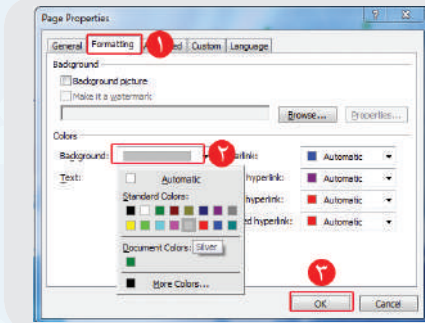 Page Properties
General Formatting Custom Language
Background
Background picture
Make it a watermark
Browse... Properties...
Colors
Background: Automatic
Text: hyperlink: Automatic
hyperlink: Automatic
hyperlink: Automatic
Automatic
Standard Colors:
Document Colors: Silver
More Colors...
OK Cancel
١
٢
٣